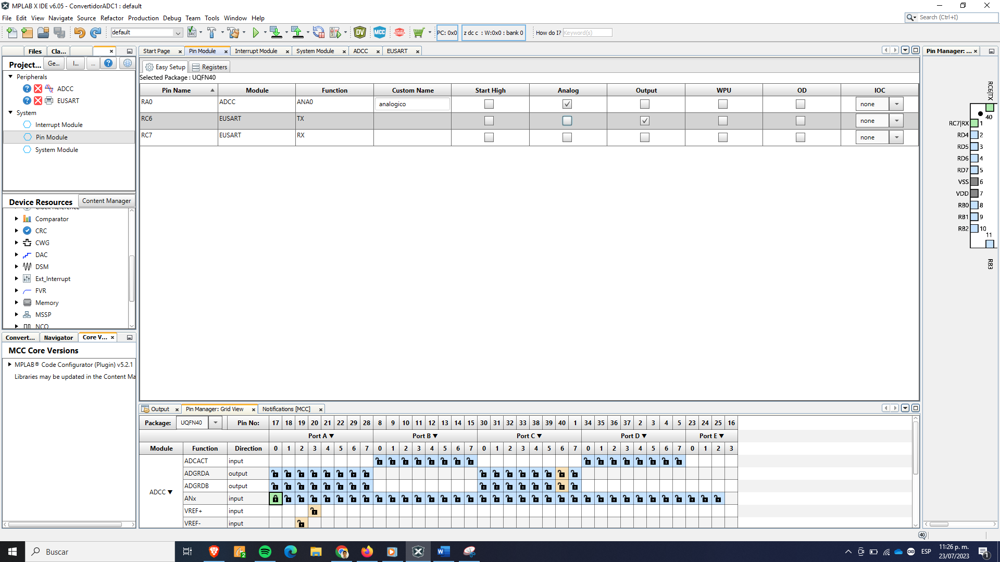 MPLAB X IDE v6.05 - ConvertidorADC1 : default
File Edit View Navigate Source Refactor Production Debug Team Tools Window Help
Search (Ctrl+I)
default
SRC
DV
MCC
PC: 0x0
z dc c : W:0x0 : bank 0
How do I? Keyword(s)
Files Cla...
Start Page Pin Module Interrupt Module System Module ADCC EUSART
Pin Manager: ...
Project... Ge... I... ...
Easy Setup Registers
Selected Package : UQFN40
Peripherals
ADCC
EUSART
System
Interrupt Module
Pin Module
System Module
Pin Name Module Function Custom Name Start High Analog Output WPU OD IOC
RA0 ADCC ANA0 analogico none
RC6 EUSART TX none
RC7 EUSART RX none
RC6|TX
40
RC7|RX 1
RD4 2
RD5 3
RD6 4
RD7 5
VSS 6
VDD 7
RB0 8
RB1 9
RB2 10
11
RB3
Device Resources Content Manager
Clock Reference
Comparator
CRC
CWG
DAC
DSM
Ext_Interrupt
FVR
Memory
MSSP
NCO
Convert... Navigator Core V...
MCC Core Versions
MPLAB® Code Configurator (Plugin) v5.2.1
Libraries may be updated in the Content Ma
Output Pin Manager: Grid View Notifications [MCC]
Package: UQFN40 Pin No: 17 18 19 20 21 22 29 28 8 9 10 11 12 13 14 15 30 31 32 33 38 39 40 1 34 35 36 37 2 3 4 5 23 24 25 16
Port A ▼ Port B ▼ Port C ▼ Port D ▼ Port E ▼
Module Function Direction 0 1 2 3 4 5 6 7 0 1 2 3 4 5 6 7 0 1 2 3 4 5 6 7 0 1 2 3 4 5 6 7 0 1 2 3
ADCC ▼
ADCACT input
ADGRDA output
ADGRDB output
ANx input
VREF+ input
VREF- input
40
Buscar
ESP
11:26 p. m.
23/07/2023
1